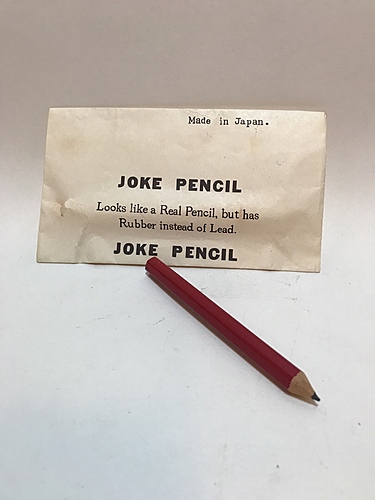 Made in Japan.
JOKE PENCIL
Looks like a Real Pencil, but has
Rubber instead of Lead.
JOKE PENCIL